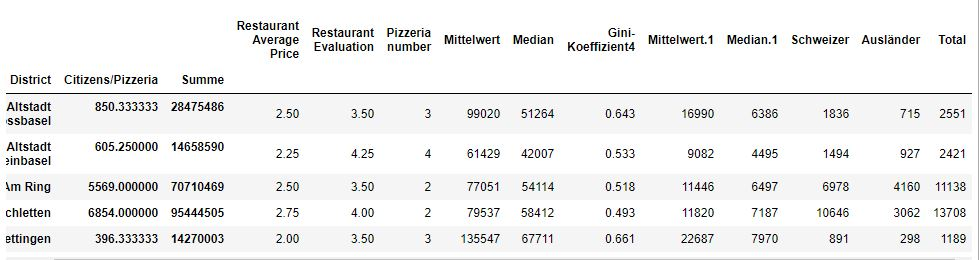 Restaurant Average Price Restaurant Evaluation Pizzeria number Mittelwert Median Gini-Koeffizient4 Mittelwert.1 Median.1 Schweizer Ausländer Total
District Citizens/Pizzeria Summe
Altstadt ossbasel 850.333333 28475486 2.50 3.50 3 99020 51264 0.643 16990 6386 1836 715 2551
Altstadt einbasel 605.250000 14658590 2.25 4.25 4 61429 42007 0.533 9082 4495 1494 927 2421
Am Ring 5569.000000 70710469 2.50 3.50 2 77051 54114 0.518 11446 6497 6978 4160 11138
chletten 6854.000000 95444505 2.75 4.00 2 79537 58412 0.493 11820 7187 10646 3062 13708
ettingen 396.333333 14270003 2.00 3.50 3 135547 67711 0.661 22687 7970 891 298 1189